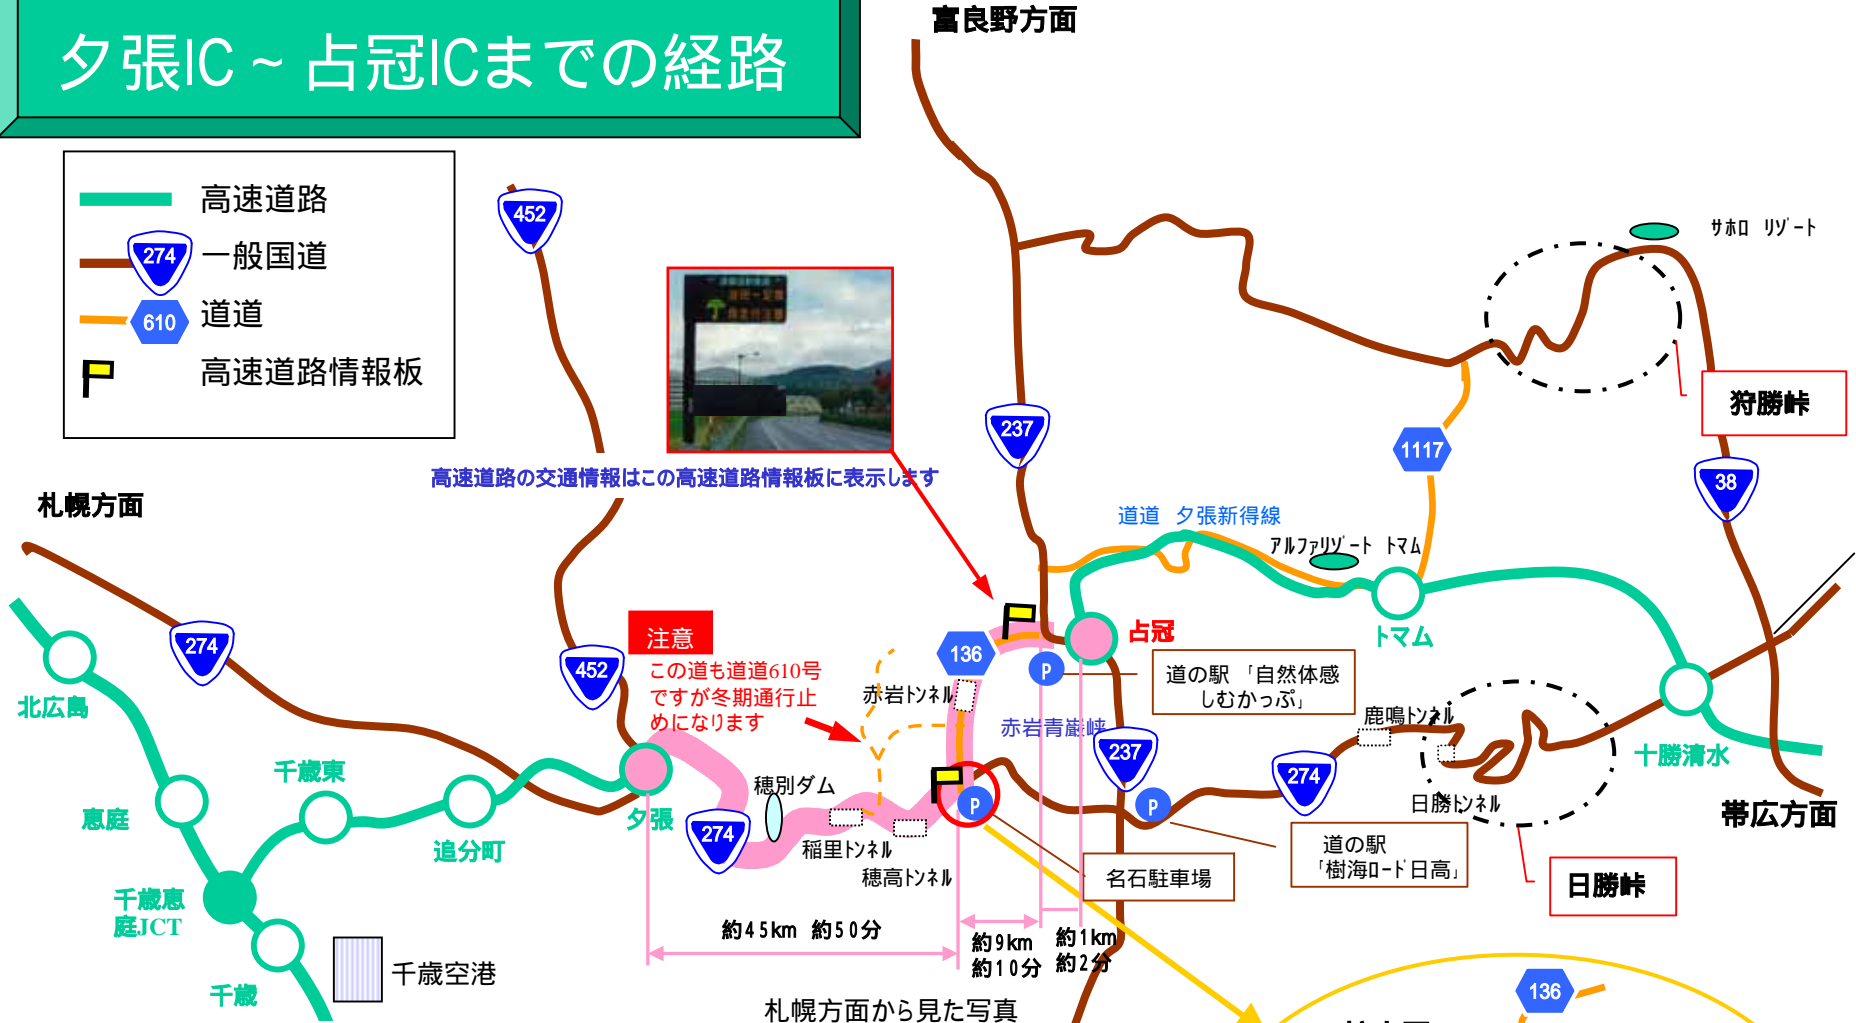 夕張IC ~ 占冠ICまでの経路
富良野方面
高速道路
274
一般国道
610
道道
高速道路情報板
452
サホロ リゾート
狩勝峠
237
1117
38
高速道路の交通情報はこの高速道路情報板に表示します
札幌方面
道道 夕張新得線
アルファリゾート トマム
274
452
注意
この道も道道610号
ですが冬期通行止
めになります
136
占冠
トマム
P
道の駅 「自然体感
しむかっぷ」
赤岩トンネル
赤岩青巌峡
237
鹿鳴トンネル
北広島
十勝清水
千歳東
恵庭
夕張
穂別ダム
274
P
P
274
日勝トンネル
帯広方面
追分町
稲里トンネル
穂高トンネル
名石駐車場
道の駅
「樹海ロード日高」
日勝峠
千歳恵
庭JCT
約45km 約50分
約9km
約10分
約1km
約2分
千歳空港
千歳
札幌方面から見た写真
136